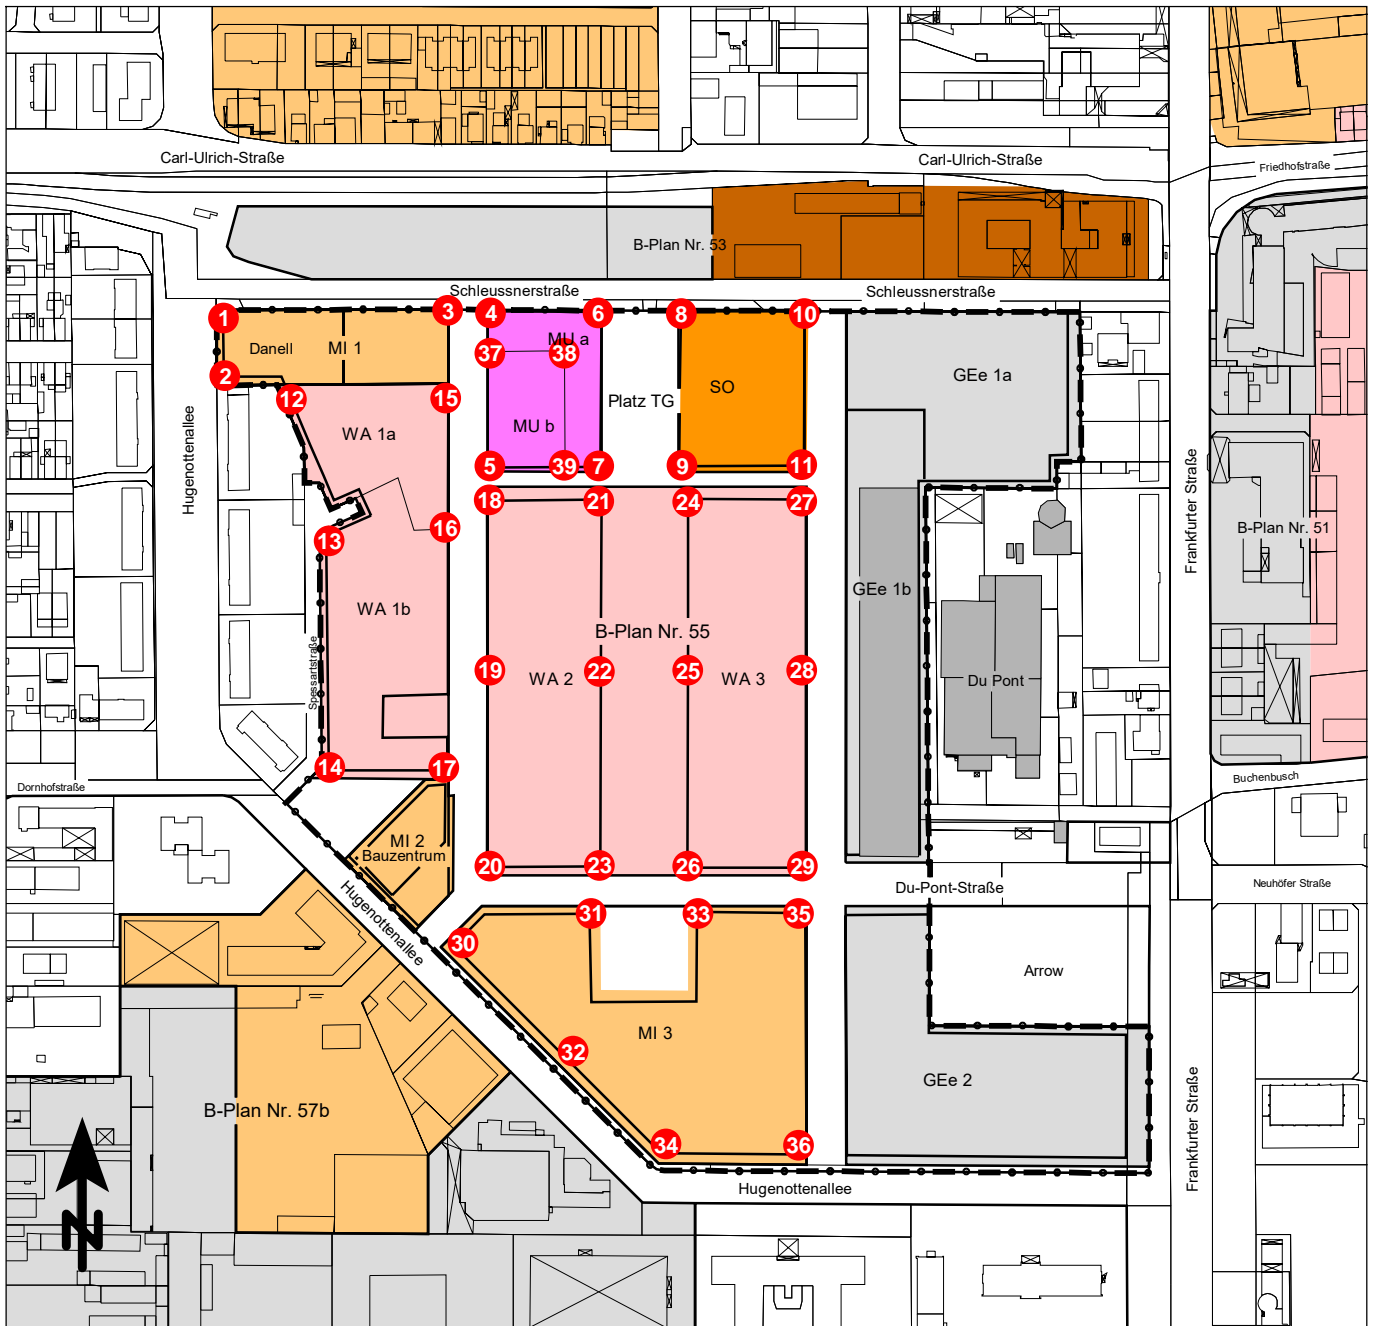 Carl-Ulrich-Straße
Carl-Ulrich-Straße
Friedhofstraße
B-Plan Nr. 53
Schleussnerstraße
Schleussnerstraße
1
3
4
6
8
10
Danell
MI 1
MU a
37
38
2
GEe 1a
SO
12
15
Platz TG
WA 1a
MU b
5
39
7
9
11
Hugenottenallee
18
21
24
27
Frankfurter Straße
16
B-Plan Nr. 51
13
GEe 1b
WA 1b
B-Plan Nr. 55
Spessartstraße
19
22
25
28
WA 2
WA 3
Du Pont
14
17
Buchenbusch
Dornhofstraße
MI 2
Bauzentrum
20
23
26
29
Du-Pont-Straße
Neuhöfer Straße
Hugenottenallee
31
33
35
30
Arrow
MI 3
32
GEe 2
B-Plan Nr. 57b
Frankfurter Straße
34
36
Hugenottenallee
N